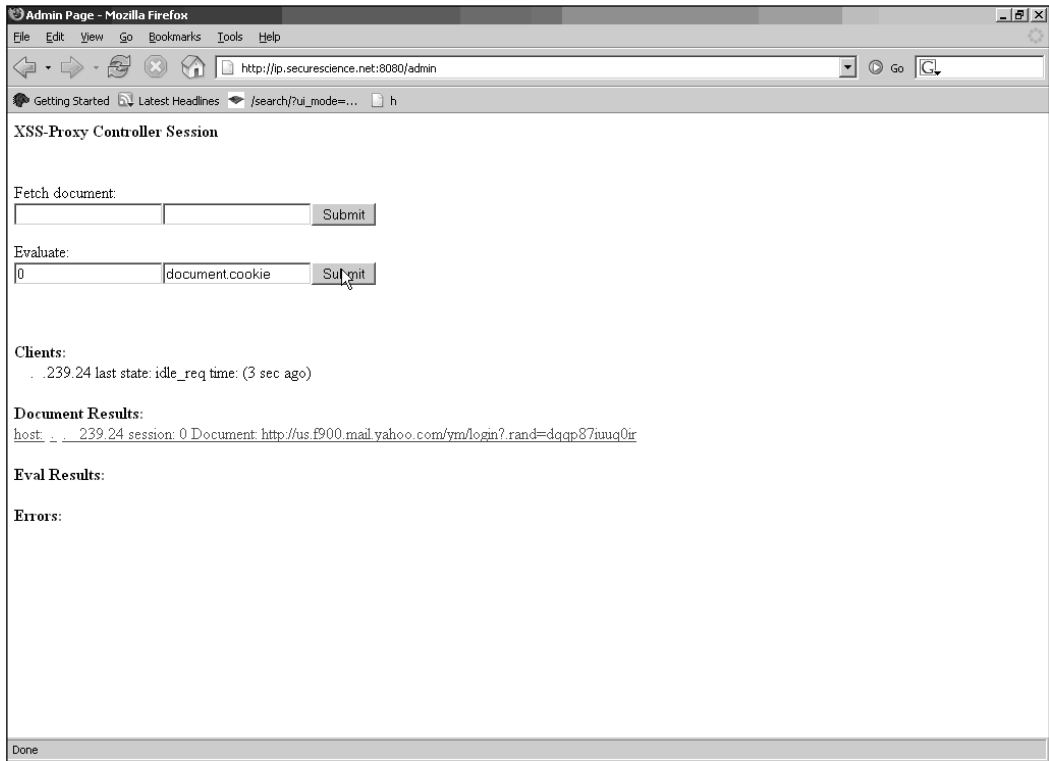 Admin Page - Mozilla Firefox
File Edit View Go Bookmarks Tools Help
http://ip.securescience.net:8080/admin Go G
Getting Started Latest Headlines /search/?ui_mode=... h
XSS-Proxy Controller Session
Fetch document:
Submit
Evaluate:
0 document.cookie Submit
Clients:
. .239.24 last state: idle_req time: (3 sec ago)
Document Results:
host: . . 239.24 session: 0 Document: http://us.f900.mail.yahoo.com/ym/login?.rand=dqqp87iuuq0ir
Eval Results:
Errors:
Done